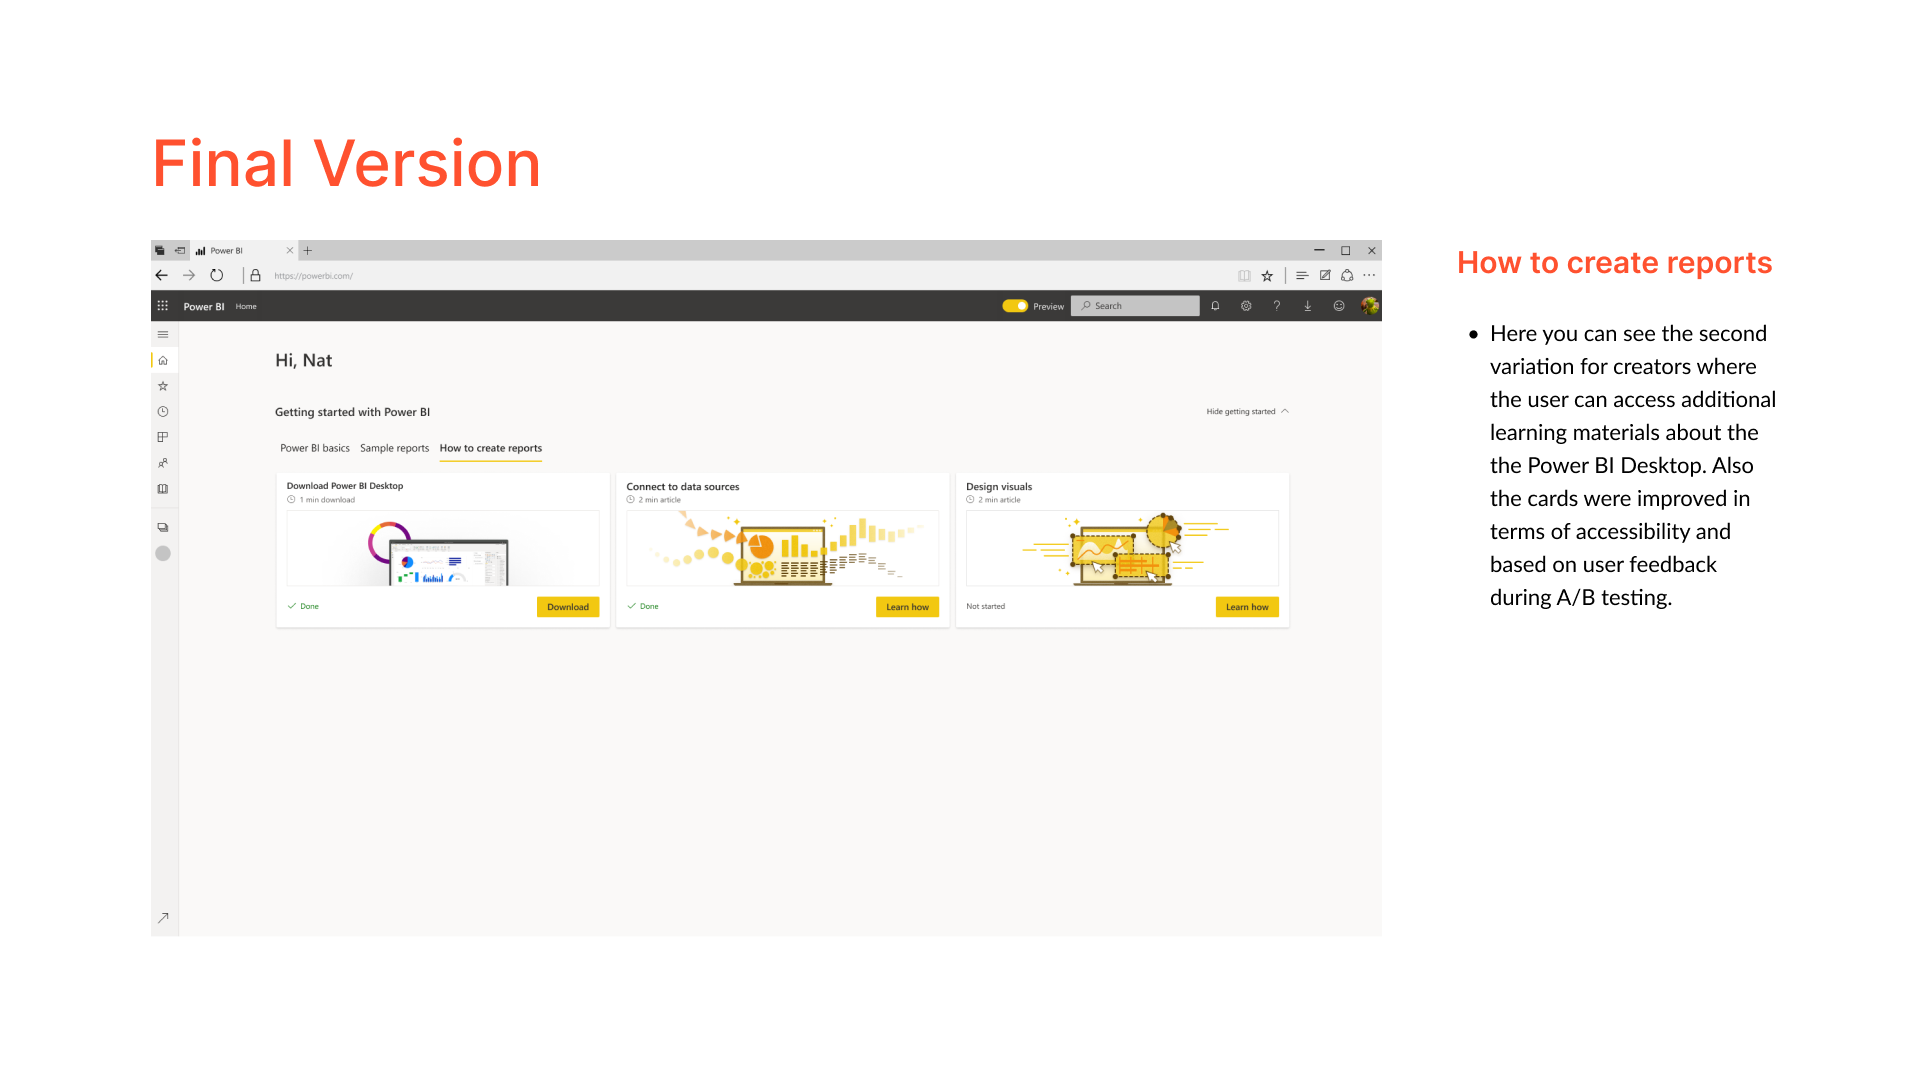 Final Version
Power BI
https://powerbi.com/
Power BI Home
Preview
Search
Hi, Nat
Getting started with Power BI
Hide getting started
Power BI basics Sample reports How to create reports
Download Power BI Desktop
1 min download
Done
Download
Connect to data sources
2 min article
Done
Learn how
Design visuals
2 min article
Not started
Learn how
How to create reports
• Here you can see the second
variation for creators where
the user can access additional
learning materials about the
the Power BI Desktop. Also
the cards were improved in
terms of accessibility and
based on user feedback
during A/B testing.